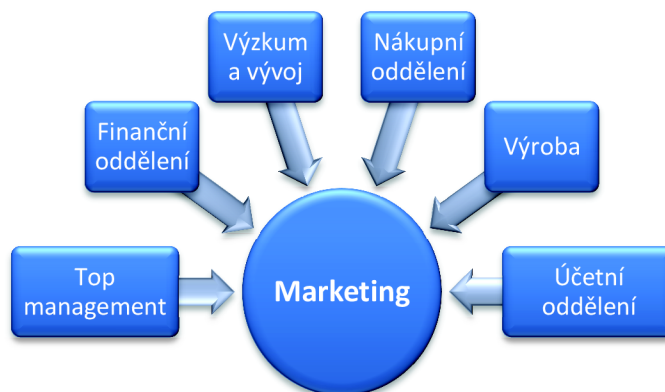 Výzkum
a vývoj
Nákupní
oddělení
Finanční
oddělení
Výroba
Top
management
Marketing
Účetní
oddělení